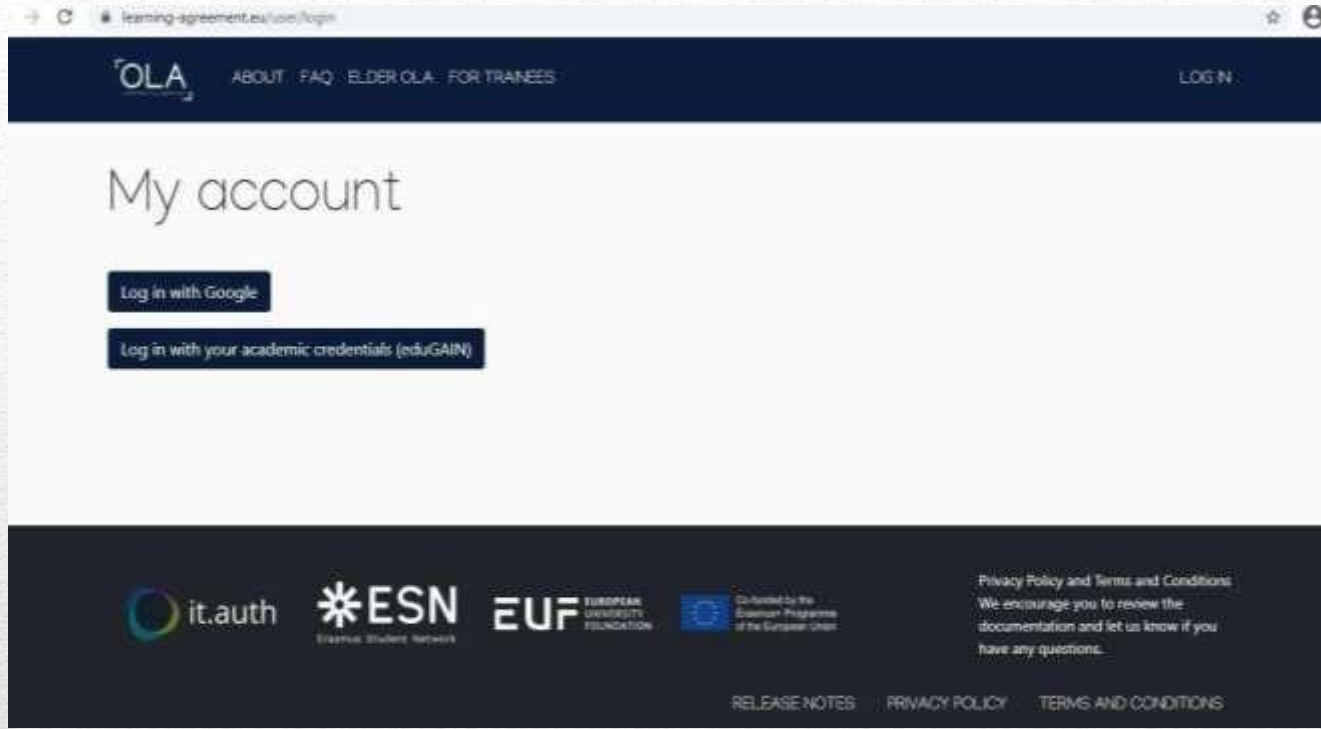 learning-agreement.eu/user/login
OLA ABOUT FAQ ELDER OLA FOR TRAINEES LOG IN
My account
Log in with Google
Log in with your academic credentials (eduGAIN)
it.auth
ESN
Erasmus Student Network
EUF EUROPEAN
UNIVERSITY
FOUNDATION
Co-funded by the
Erasmus+ Programme
of the European Union
Privacy Policy and Terms and Conditions
We encourage you to review the
documentation and let us know if you
have any questions.
RELEASE NOTES PRIVACY POLICY TERMS AND CONDITIONS